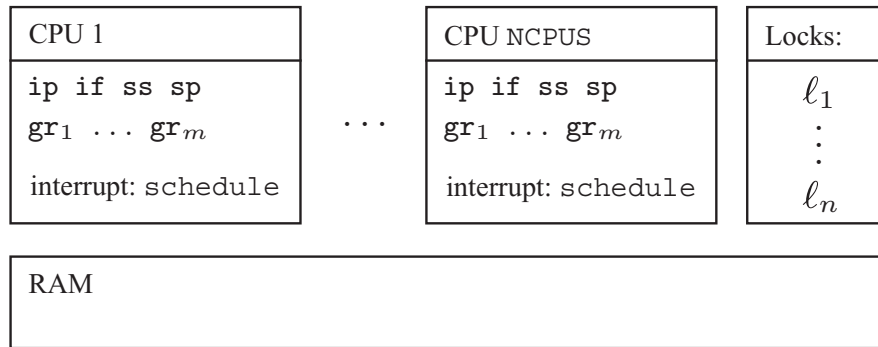 CPU 1
ip if ss sp
gr₁ ... grₘ
interrupt: schedule
...
CPU NCPUS
ip if ss sp
gr₁ ... grₘ
interrupt: schedule
Locks:
ℓ₁
⋮
ℓₙ
RAM